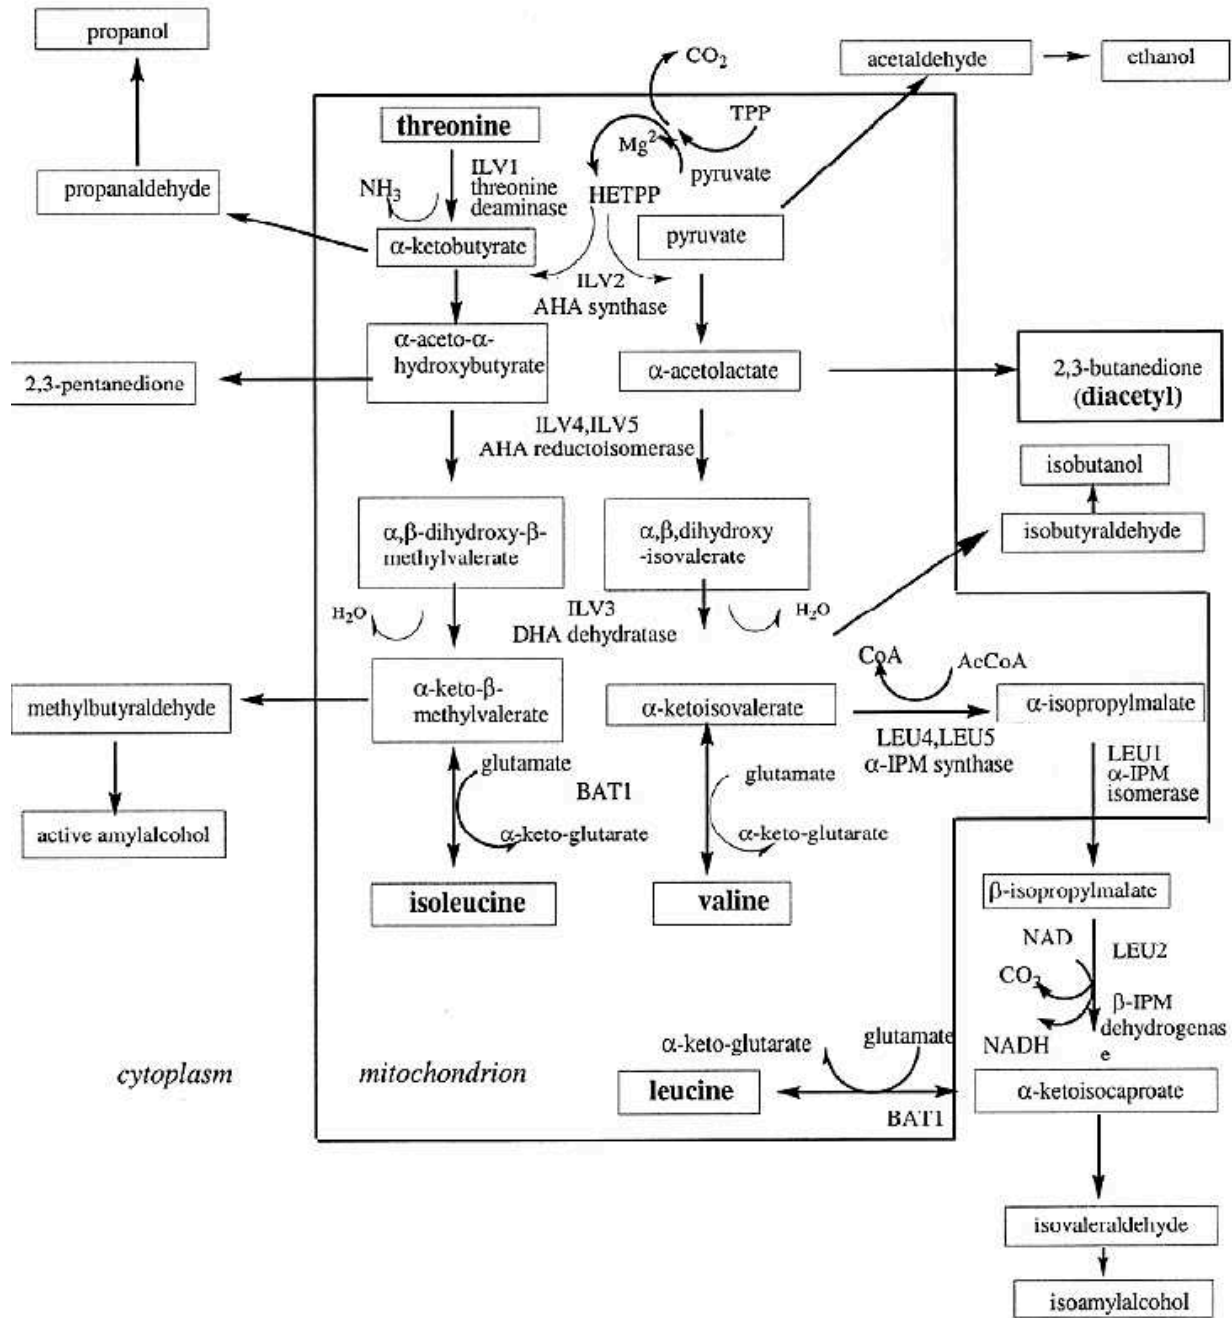 propanol
acetaldehyde
ethanol
CO2
TPP
threonine
Mg2
pyruvate
propanaldehyde
NH3
ILV1
threonine
deaminase
HETPP
α-ketobutyrate
pyruvate
ILV2
AHA synthase
α-aceto-α-
hydroxybutyrate
α-acetolactate
2,3-pentanedione
2,3-butanedione
(diacetyl)
ILV4,ILV5
AHA reductoisomerase
isobutanol
isobutyraldehyde
α,β-dihydroxy-β-
methylvalerate
α,β,dihydroxy
-isovalerate
H2O
ILV3
DHA dehydratase
H2O
CoA
AcCoA
methylbutyraldehyde
α-keto-β-
methylvalerate
α-ketoisovalerate
α-isopropylmalate
LEU4,LEU5
α-IPM synthase
LEU1
α-IPM
isomerase
glutamate
BAT1
glutamate
α-keto-glutarate
α-keto-glutarate
active amylalcohol
isoleucine
valine
β-isopropylmalate
NAD
LEU2
CO2
β-IPM
dehydrogenas
e
NADH
cytoplasm
mitochondrion
α-keto-glutarate
glutamate
leucine
BAT1
α-ketoisocaproate
isovaleraldehyde
isoamylalcohol